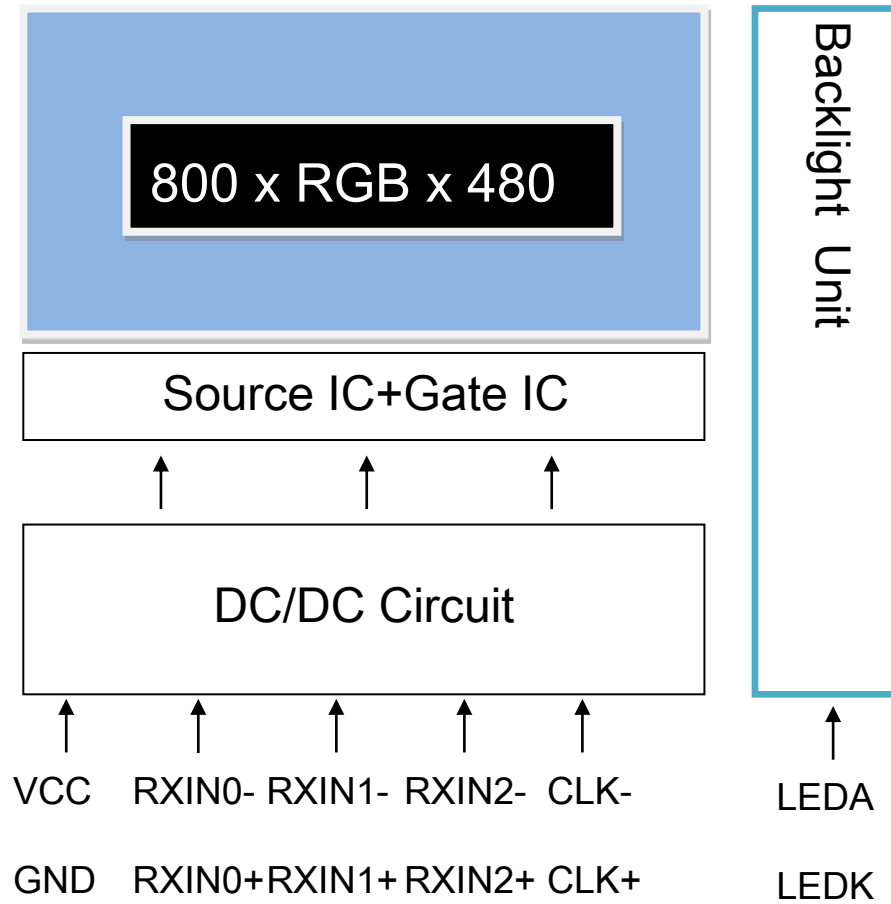 800 x RGB x 480
Source IC+Gate IC
DC/DC Circuit
Backlight Unit
VCC RXIN0- RXIN1- RXIN2- CLK- LEDA
GND RXIN0+ RXIN1+ RXIN2+ CLK+ LEDK